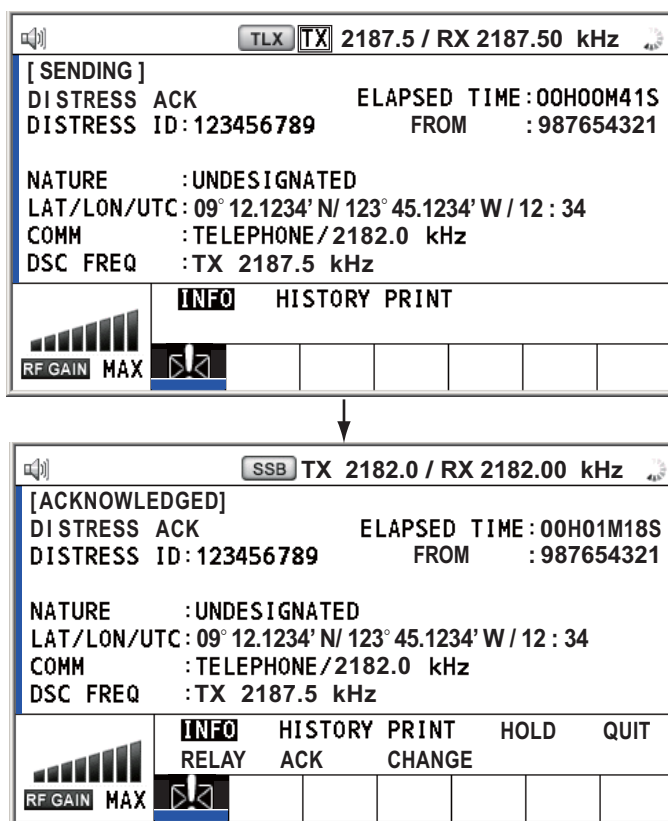 TLX TX 2187.5 / RX 2187.50 kHz
[ SENDING ]
DISTRESS ACK ELAPSED TIME:00H00M41S
DISTRESS ID:123456789 FROM :987654321
NATURE :UNDESIGNATED
LAT/LON/UTC: 09° 12.1234' N/ 123° 45.1234' W / 12 : 34
COMM :TELEPHONE/2182.0 kHz
DSC FREQ :TX 2187.5 kHz
INFO HISTORY PRINT
RF GAIN MAX
SSB TX 2182.0 / RX 2182.00 kHz
[ACKNOWLEDGED]
DISTRESS ACK ELAPSED TIME:00H01M18S
DISTRESS ID:123456789 FROM :987654321
NATURE :UNDESIGNATED
LAT/LON/UTC: 09° 12.1234' N/ 123° 45.1234' W / 12 : 34
COMM :TELEPHONE/2182.0 kHz
DSC FREQ :TX 2187.5 kHz
INFO HISTORY PRINT HOLD QUIT
RELAY ACK CHANGE
RF GAIN MAX